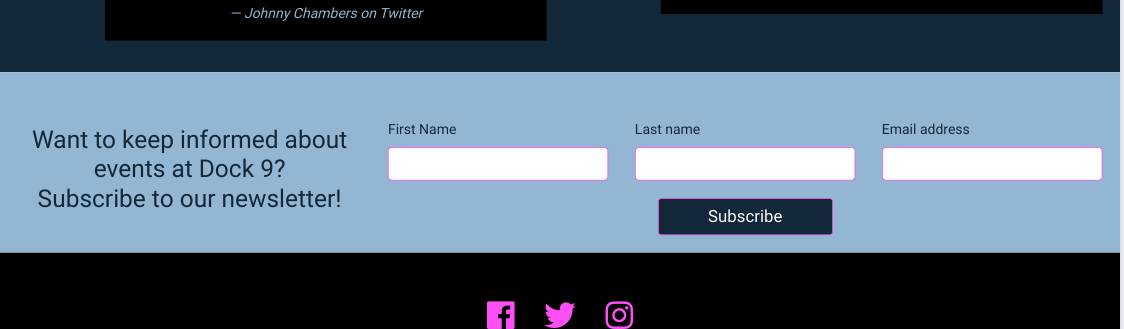 — Johnny Chambers on Twitter
Want to keep informed about
events at Dock 9?
Subscribe to our newsletter!
First Name
Last name
Email address
Subscribe